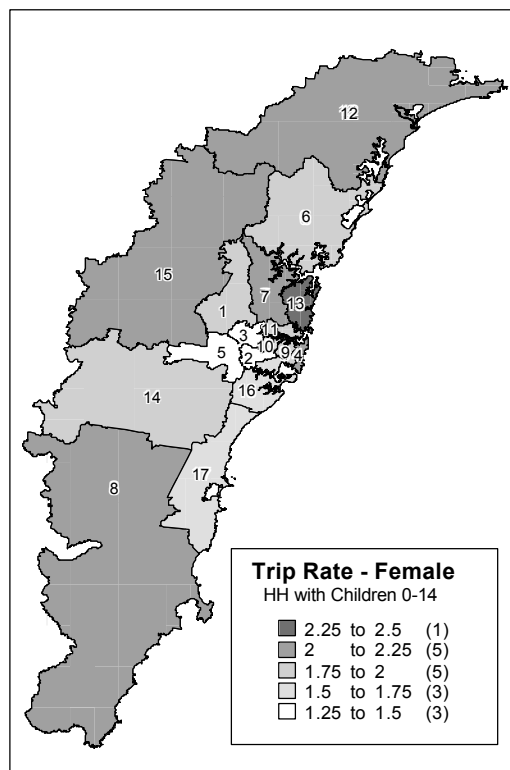 12
6
15
7
13
1
11
3
10
5
2
9
4
14
16
17
8
Trip Rate - Female
HH with Children 0-14
2.25 to 2.5 (1)
2 to 2.25 (5)
1.75 to 2 (5)
1.5 to 1.75 (3)
1.25 to 1.5 (3)